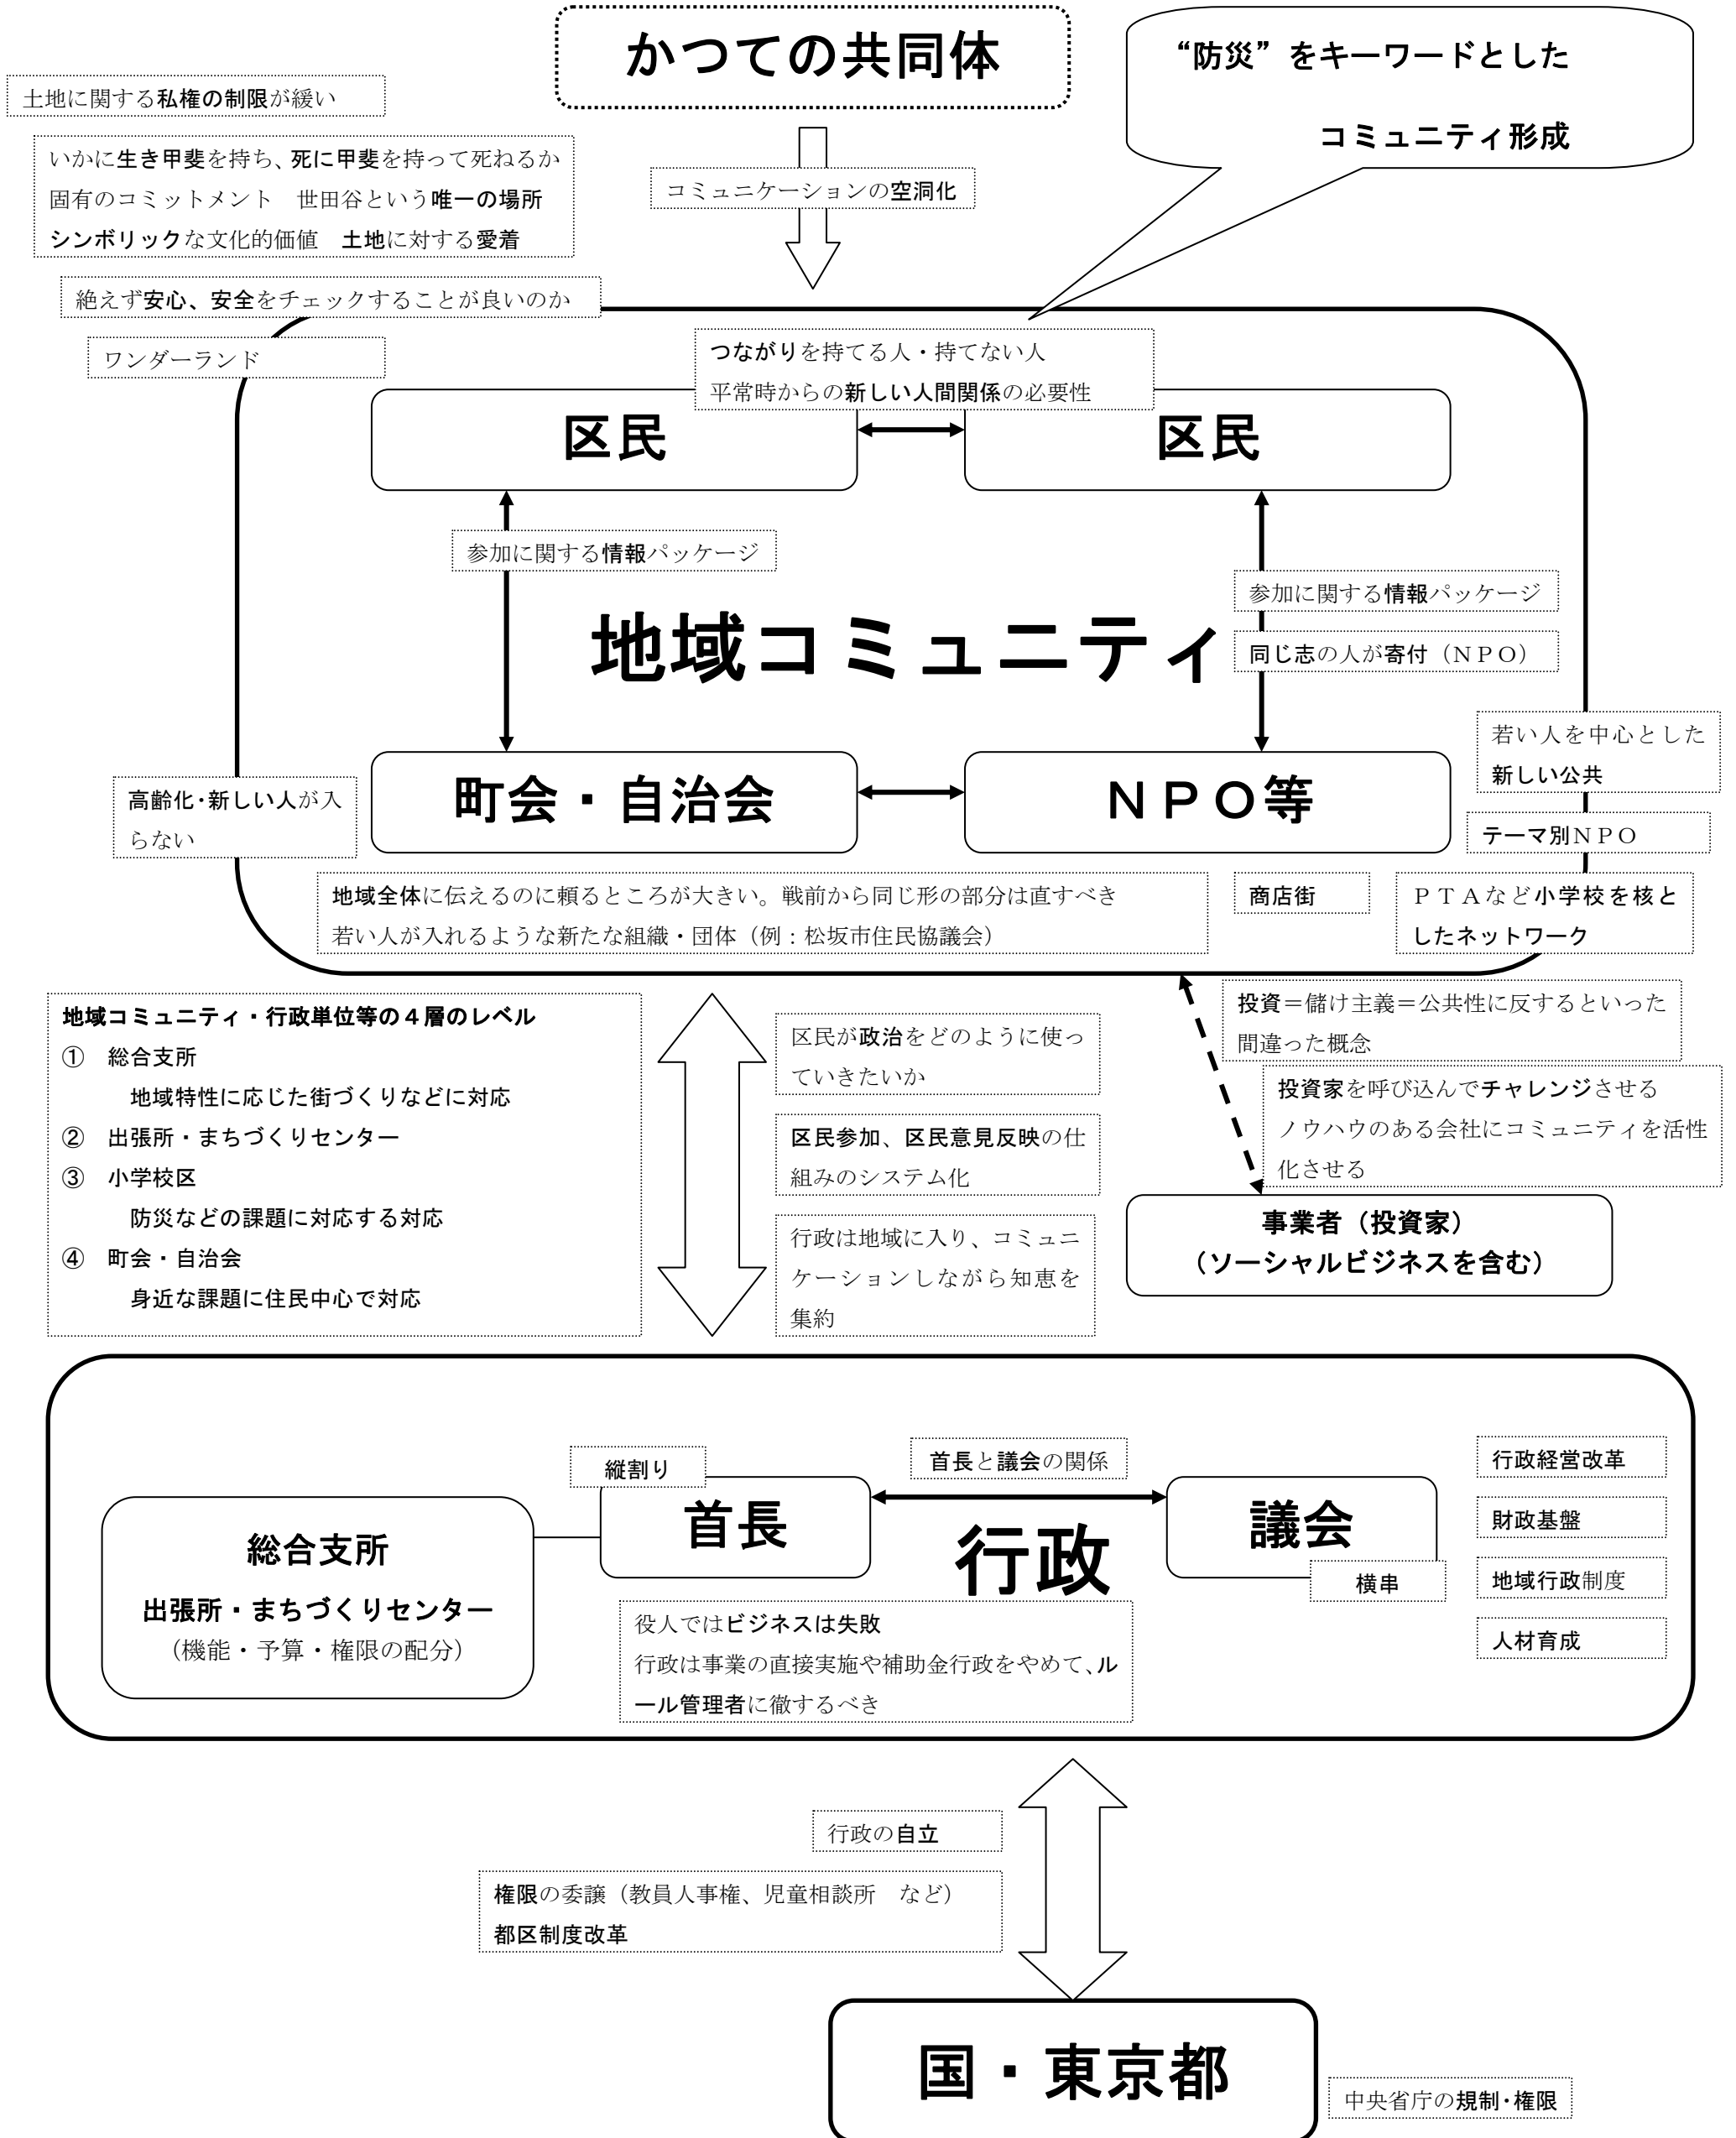 かつての共同体
“防災”をキーワードとした
コミュニティ形成
土地に関する私権の制限が緩い
いかに生き甲斐を持ち、死に甲斐を持って死ねるか
固有のコミットメント　世田谷という唯一の場所
シンボリックな文化的価値　土地に対する愛着
コミュニケーションの空洞化
絶えず安心、安全をチェックすることが良いのか
ワンダーランド
つながりを持てる人・持てない人
平常時からの新しい人間関係の必要性
区民
区民
参加に関する情報パッケージ
参加に関する情報パッケージ
同じ志の人が寄付（ＮＰＯ）
地域コミュニティ
若い人を中心とした
新しい公共
町会・自治会
ＮＰＯ等
高齢化・新しい人が入
らない
テーマ別ＮＰＯ
地域全体に伝えるのに頼るところが大きい。戦前から同じ形の部分は直すべき
若い人が入れるような新たな組織・団体（例：松坂市住民協議会）
商店街
ＰＴＡなど小学校を核と
したネットワーク
地域コミュニティ・行政単位等の４層のレベル
①　総合支所
地域特性に応じた街づくりなどに対応
②　出張所・まちづくりセンター
③　小学校区
防災などの課題に対応する対応
④　町会・自治会
身近な課題に住民中心で対応
区民が政治をどのように使っ
ていきたいか
区民参加、区民意見反映の仕
組みのシステム化
行政は地域に入り、コミュニ
ケーションしながら知恵を
集約
投資＝儲け主義＝公共性に反するといった
間違った概念
投資家を呼び込んでチャレンジさせる
ノウハウのある会社にコミュニティを活性
化させる
事業者（投資家）
（ソーシャルビジネスを含む）
縦割り
首長と議会の関係
行政経営改革
首長
行政
議会
横串
財政基盤
地域行政制度
人材育成
総合支所
出張所・まちづくりセンター
（機能・予算・権限の配分）
役人ではビジネスは失敗
行政は事業の直接実施や補助金行政をやめて、ル
ール管理者に徹するべき
行政の自立
権限の委譲（教員人事権、児童相談所　など）
都区制度改革
国・東京都
中央省庁の規制・権限